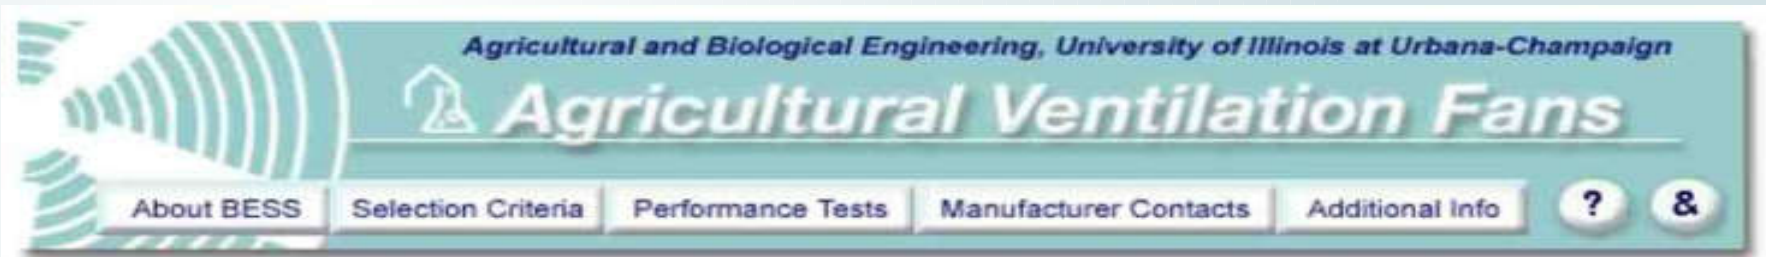 Agricultural and Biological Engineering, University of Illinois at Urbana-Champaign
Agricultural Ventilation Fans
About BESS Selection Criteria Performance Tests Manufacturer Contacts Additional Info ? &